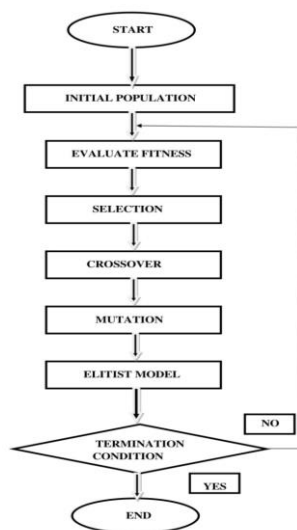 START
INITIAL POPULATION
EVALUATE FITNESS
SELECTION
CROSSOVER
MUTATION
ELITIST MODEL
NO
TERMINATION
CONDITION
YES
END